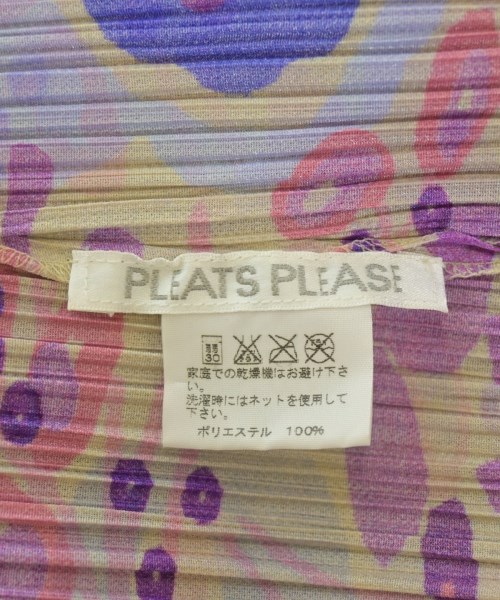 PLEATS PLEASE
30
家庭での乾燥機はお避け下さ
い。
洗濯時にはネットを使用して
下さい。
ポリエステル 100%